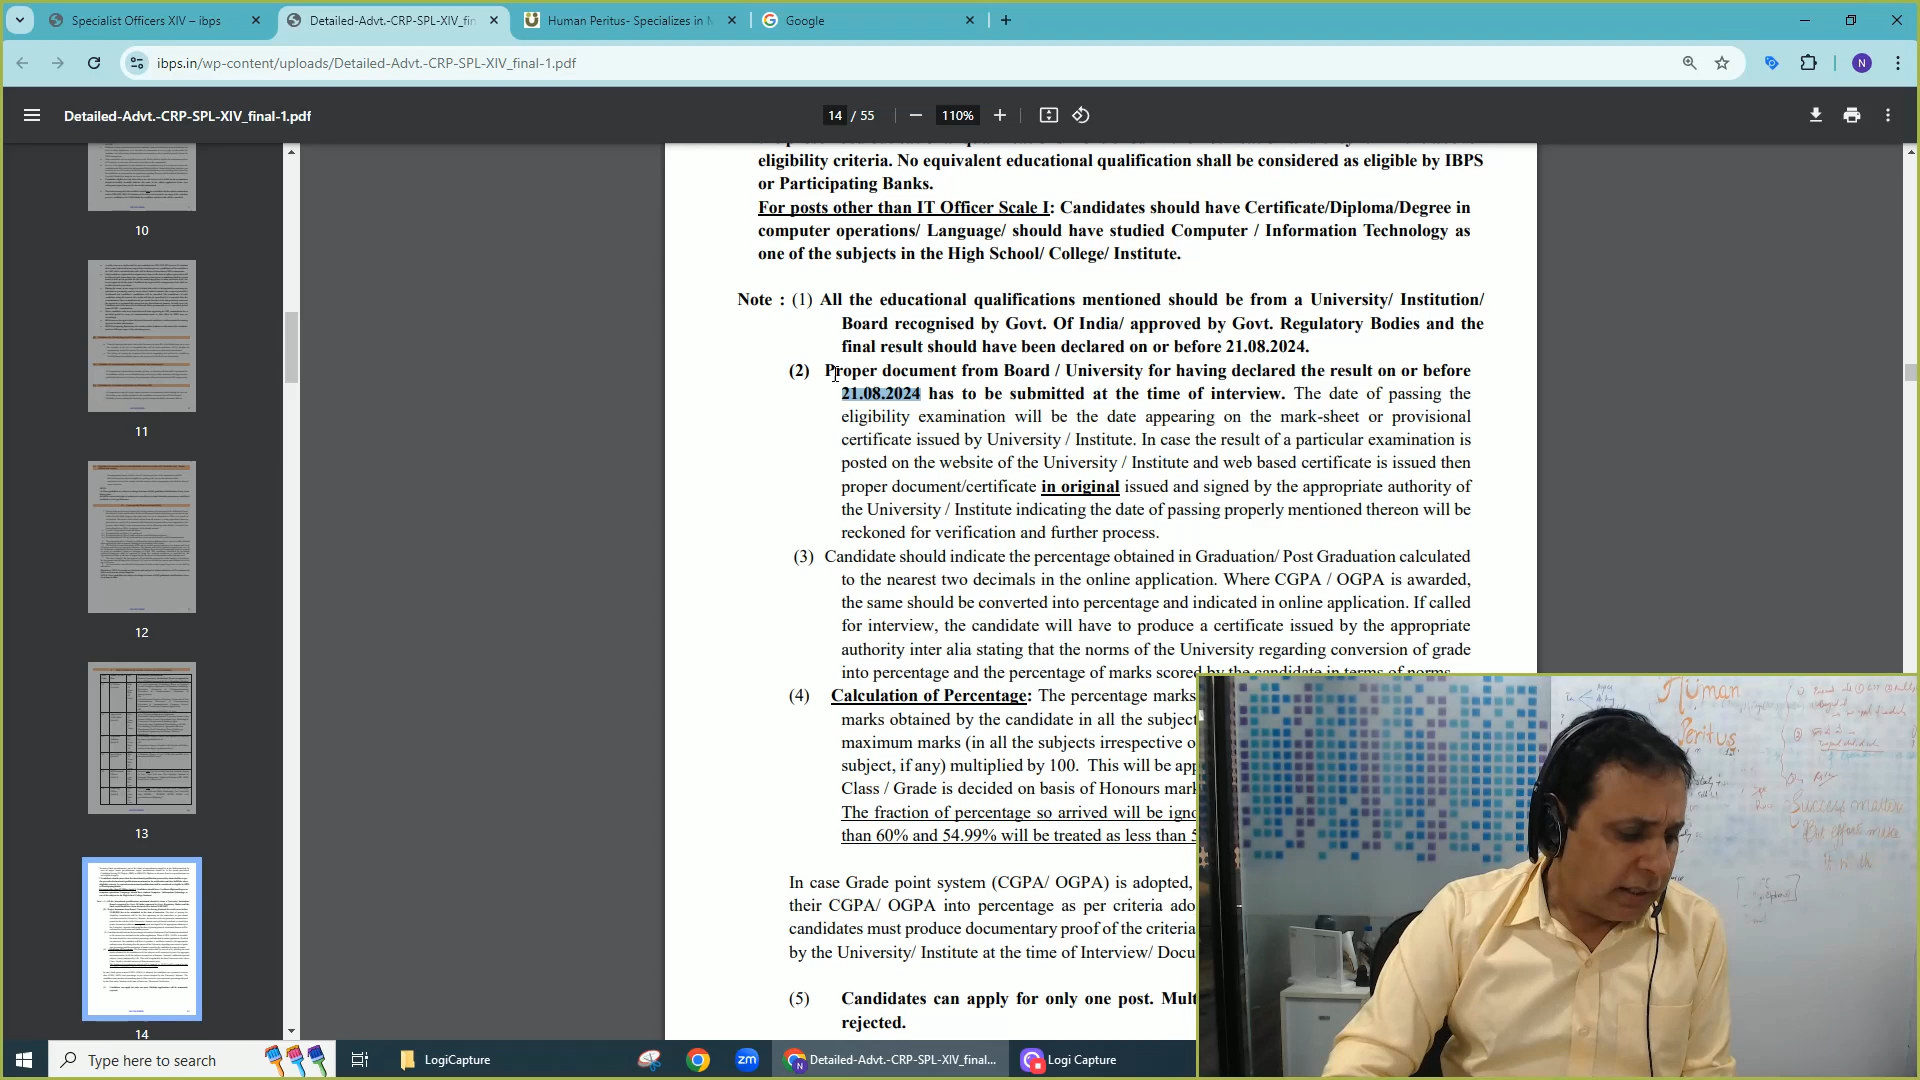 Specialist Officers XIV – ibps
Detailed-Advt.-CRP-SPL-XIV_fin
Human Peritus- Specializes in
Google
ibps.in/wp-content/uploads/Detailed-Advt.-CRP-SPL-XIV_final-1.pdf
N
Detailed-Advt.-CRP-SPL-XIV_final-1.pdf
14 / 55
110%
10
11
12
13
14
eligibility criteria. No equivalent educational qualification shall be considered as eligible by IBPS
or Participating Banks.
For posts other than IT Officer Scale I: Candidates should have Certificate/Diploma/Degree in
computer operations/ Language/ should have studied Computer / Information Technology as
one of the subjects in the High School/ College/ Institute.
Note : (1) All the educational qualifications mentioned should be from a University/ Institution/
Board recognised by Govt. Of India/ approved by Govt. Regulatory Bodies and the
final result should have been declared on or before 21.08.2024.
(2) Proper document from Board / University for having declared the result on or before
21.08.2024 has to be submitted at the time of interview. The date of passing the
eligibility examination will be the date appearing on the mark-sheet or provisional
certificate issued by University / Institute. In case the result of a particular examination is
posted on the website of the University / Institute and web based certificate is issued then
proper document/certificate in original issued and signed by the appropriate authority of
the University / Institute indicating the date of passing properly mentioned thereon will be
reckoned for verification and further process.
(3) Candidate should indicate the percentage obtained in Graduation/ Post Graduation calculated
to the nearest two decimals in the online application. Where CGPA / OGPA is awarded,
the same should be converted into percentage and indicated in online application. If called
for interview, the candidate will have to produce a certificate issued by the appropriate
authority inter alia stating that the norms of the University regarding conversion of grade
into percentage and the percentage of marks scored by the candidate in terms of norms.
(4) Calculation of Percentage: The percentage marks
marks obtained by the candidate in all the subject
maximum marks (in all the subjects irrespective o
subject, if any) multiplied by 100. This will be app
Class / Grade is decided on basis of Honours mark
The fraction of percentage so arrived will be igno
than 60% and 54.99% will be treated as less than 5
In case Grade point system (CGPA/ OGPA) is adopted,
their CGPA/ OGPA into percentage as per criteria ado
candidates must produce documentary proof of the criteria
by the University/ Institute at the time of Interview/ Docu
(5) Candidates can apply for only one post. Mult
rejected.
Human
Peritus
Success matters
But effort make
Type here to search
LogiCapture
zm
Detailed-Advt.-CRP-SPL-XIV_final...
Logi Capture